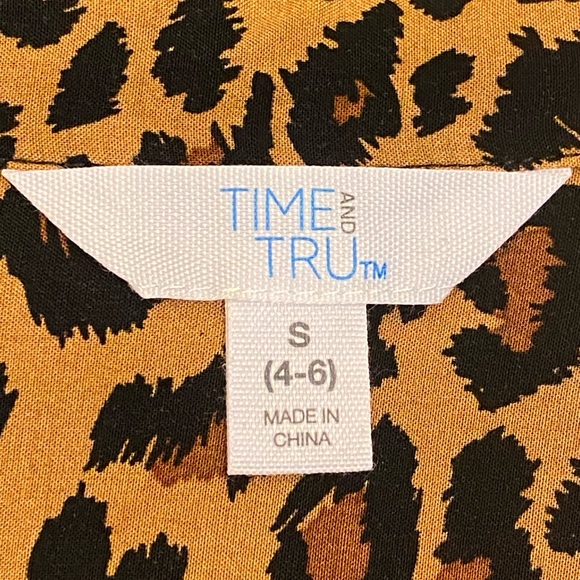 TIME AND
TRU™
S
(4-6)
MADE IN
CHINA